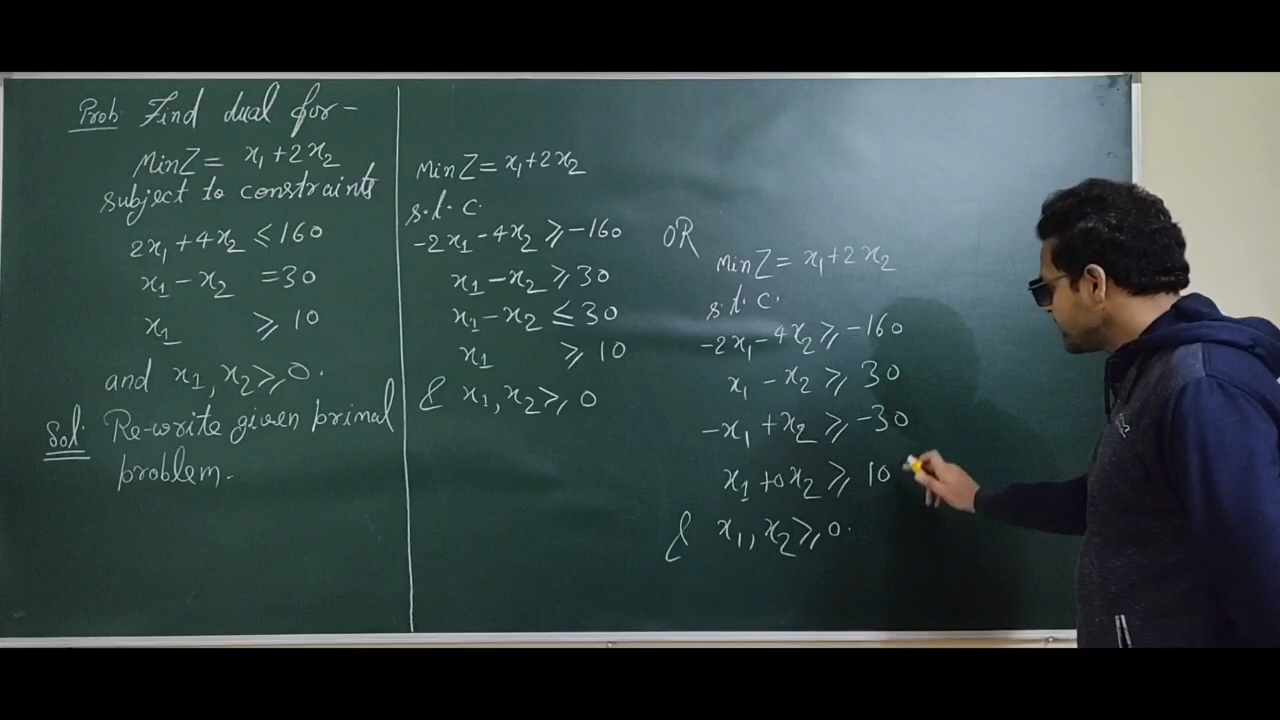 Prob: Find dual for-
Min Z = x₁ + 2x₂
subject to constraints
2x₁ + 4x₂ ≤ 160
x₁ - x₂ = 30
x₁ ≥ 10
and x₁, x₂ ≥ 0.
Sol: Re-write given primal
problem.
Min Z = x₁ + 2x₂
s.t.c.
-2x₁ - 4x₂ ≥ -160
x₁ - x₂ ≥ 30
x₁ - x₂ ≤ 30
x₁ ≥ 10
& x₁, x₂ ≥ 0
OR
Min Z = x₁ + 2x₂
s.t.c.
-2x₁ - 4x₂ ≥ -160
x₁ - x₂ ≥ 30
-x₁ + x₂ ≥ -30
x₁ + 0x₂ ≥ 10
& x₁, x₂ ≥ 0.